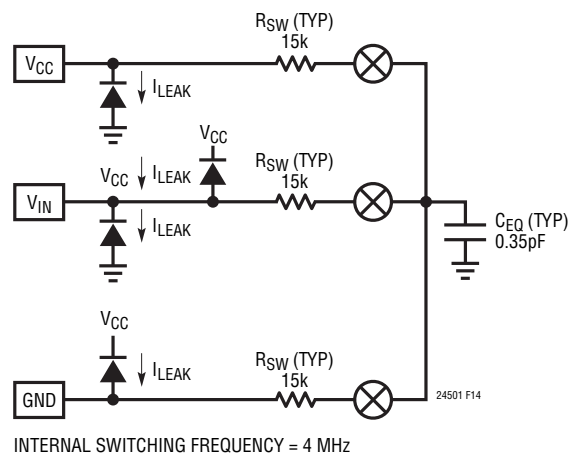 RSW (TYP)
15k
VCC
ILEAK
VCC
VCC
ILEAK
RSW (TYP)
15k
VIN
ILEAK
CEQ (TYP)
0.35pF
VCC
RSW (TYP)
15k
ILEAK
GND
24501 F14
INTERNAL SWITCHING FREQUENCY = 4 MHz